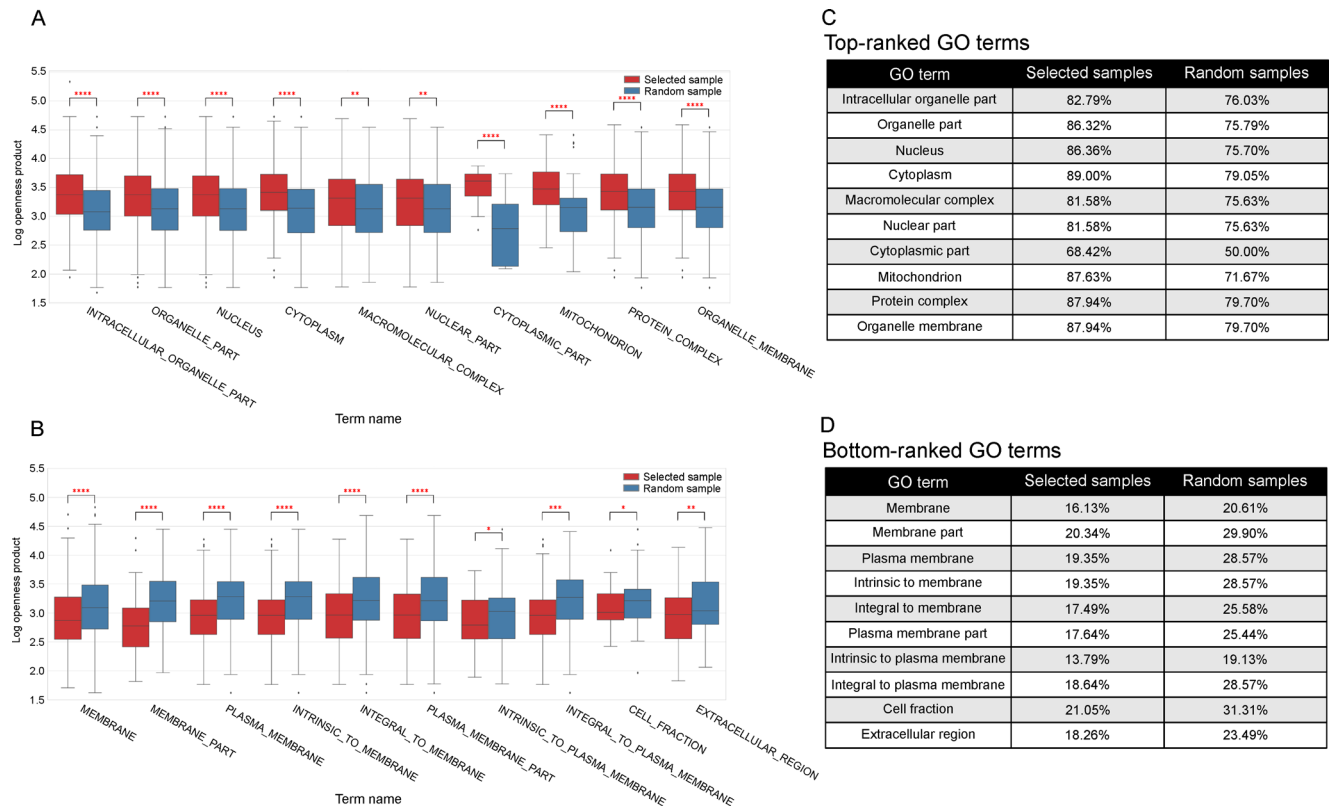 A
Log openness product
5.5
5.0
4.5
4.0
3.5
3.0
2.5
2.0
1.5
Selected sample
Random sample
**** **** **** **** ** ** **** **** **** ****
INTRACELLULAR_ORGANELLE_PART
ORGANELLE_PART
NUCLEUS
CYTOPLASM
MACROMOLECULAR_COMPLEX
NUCLEAR_PART
CYTOPLASMIC_PART
MITOCHONDRION
PROTEIN_COMPLEX
ORGANELLE_MEMBRANE
Term name
B
Log openness product
5.5
5.0
4.5
4.0
3.5
3.0
2.5
2.0
1.5
Selected sample
Random sample
**** **** **** **** **** **** * *** * **
MEMBRANE
MEMBRANE_PART
PLASMA_MEMBRANE
INTRINSIC_TO_MEMBRANE
INTEGRAL_TO_MEMBRANE
PLASMA_MEMBRANE_PART
INTRINSIC_TO_PLASMA_MEMBRANE
INTEGRAL_TO_PLASMA_MEMBRANE
CELL_FRACTION
EXTRACELLULAR_REGION
Term name
C
Top-ranked GO terms
GO term Selected samples Random samples
Intracellular organelle part 82.79% 76.03%
Organelle part 86.32% 75.79%
Nucleus 86.36% 75.70%
Cytoplasm 89.00% 79.05%
Macromolecular complex 81.58% 75.63%
Nuclear part 81.58% 75.63%
Cytoplasmic part 68.42% 50.00%
Mitochondrion 87.63% 71.67%
Protein complex 87.94% 79.70%
Organelle membrane 87.94% 79.70%
D
Bottom-ranked GO terms
GO term Selected samples Random samples
Membrane 16.13% 20.61%
Membrane part 20.34% 29.90%
Plasma membrane 19.35% 28.57%
Intrinsic to membrane 19.35% 28.57%
Integral to membrane 17.49% 25.58%
Plasma membrane part 17.64% 25.44%
Intrinsic to plasma membrane 13.79% 19.13%
Integral to plasma membrane 18.64% 28.57%
Cell fraction 21.05% 31.31%
Extracellular region 18.26% 23.49%